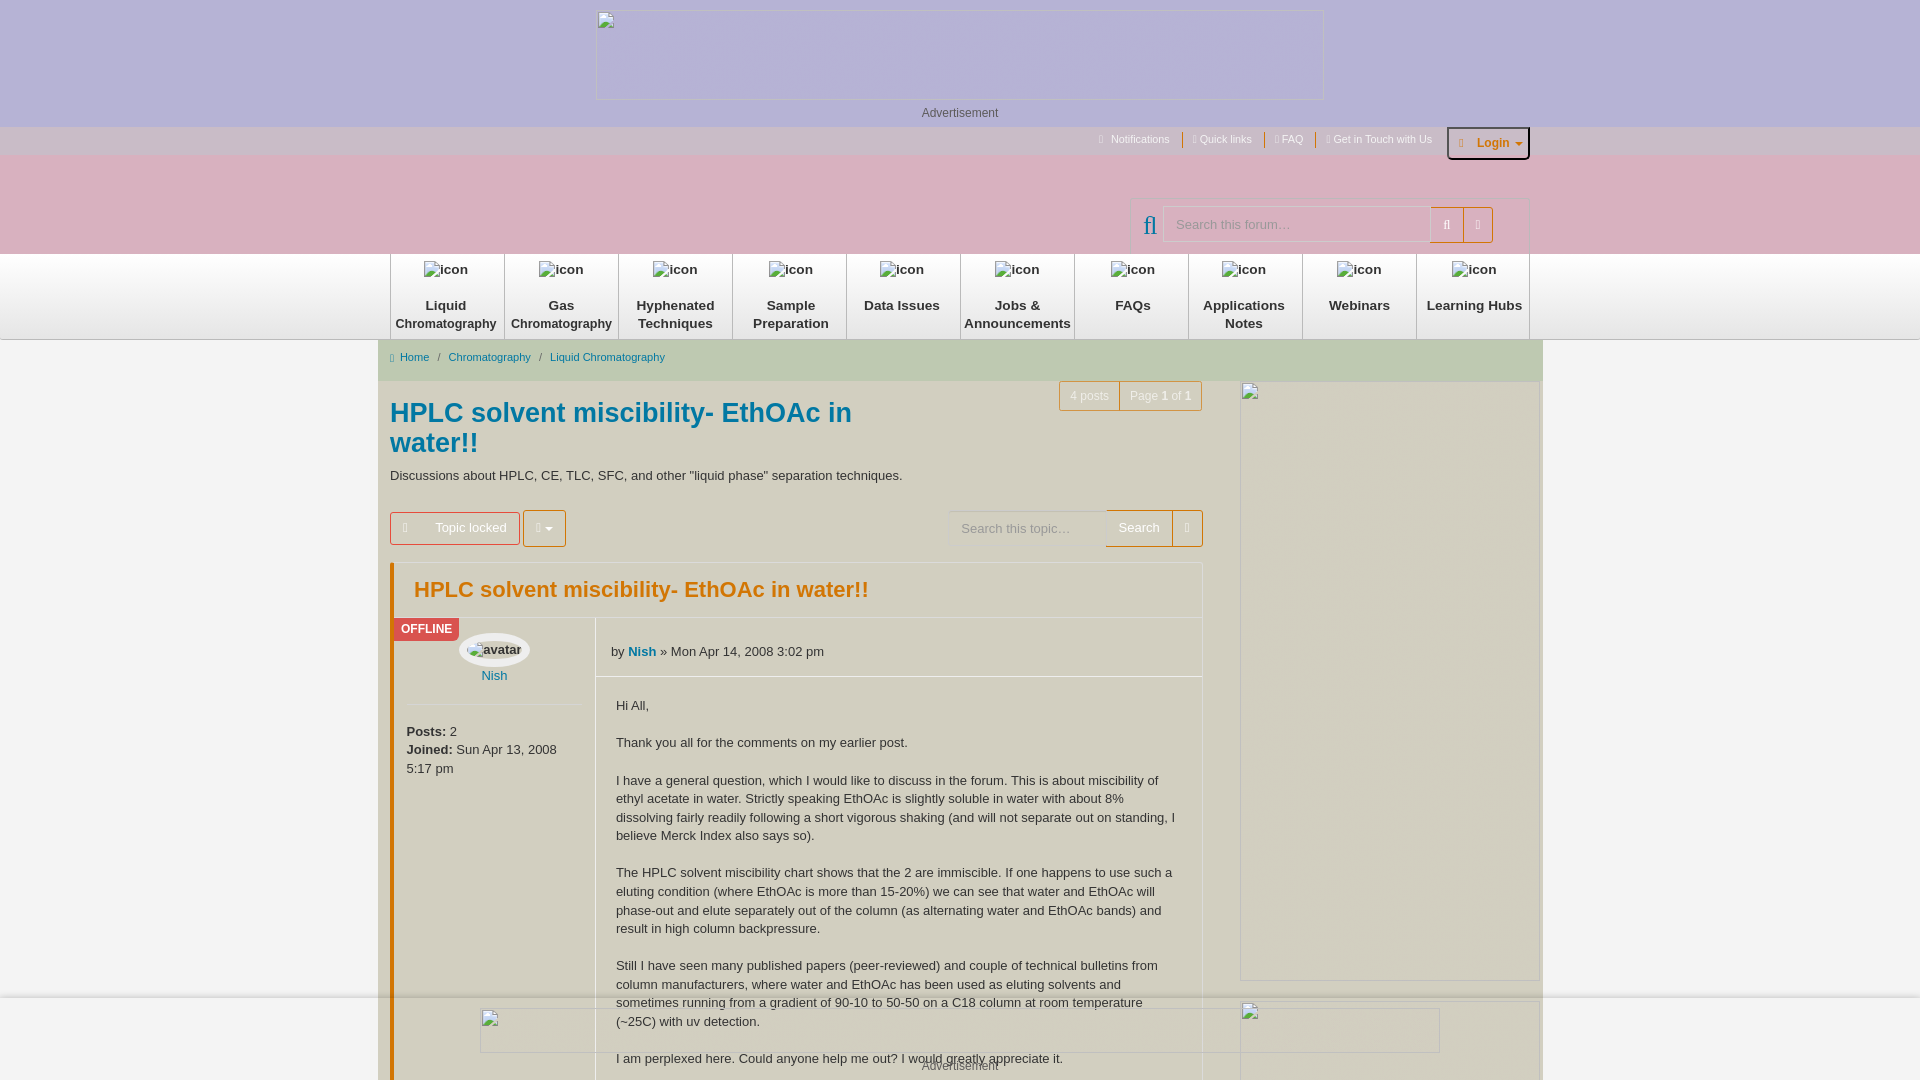 Advertisement
Notifications
Quick links
FAQ
Get in Touch with Us
Login
Search this forum…
icon
icon
icon
icon
icon
icon
icon
icon
icon
icon
Liquid
Chromatography
Gas
Chromatography
Hyphenated
Techniques
Sample
Preparation
Data Issues
Jobs &
Announcements
FAQs
Applications
Notes
Webinars
Learning Hubs
Home / Chromatography / Liquid Chromatography
4 posts
Page 1 of 1
HPLC solvent miscibility- EthOAc in
water!!
Discussions about HPLC, CE, TLC, SFC, and other "liquid phase" separation techniques.
Topic locked
Search this topic…
Search
HPLC solvent miscibility- EthOAc in water!!
OFFLINE
avatar
Nish
Posts: 2
Joined: Sun Apr 13, 2008
5:17 pm
by Nish » Mon Apr 14, 2008 3:02 pm
Hi All,
Thank you all for the comments on my earlier post.
I have a general question, which I would like to discuss in the forum. This is about miscibility of
ethyl acetate in water. Strictly speaking EthOAc is slightly soluble in water with about 8%
dissolving fairly readily following a short vigorous shaking (and will not separate out on standing, I
believe Merck Index also says so).
The HPLC solvent miscibility chart shows that the 2 are immiscible. If one happens to use such a
eluting condition (where EthOAc is more than 15-20%) we can see that water and EthOAc will
phase-out and elute separately out of the column (as alternating water and EthOAc bands) and
result in high column backpressure.
Still I have seen many published papers (peer-reviewed) and couple of technical bulletins from
column manufacturers, where water and EthOAc has been used as eluting solvents and
sometimes running from a gradient of 90-10 to 50-50 on a C18 column at room temperature
(~25C) with uv detection.
I am perplexed here. Could anyone help me out? I would greatly appreciate it.
Advertisement